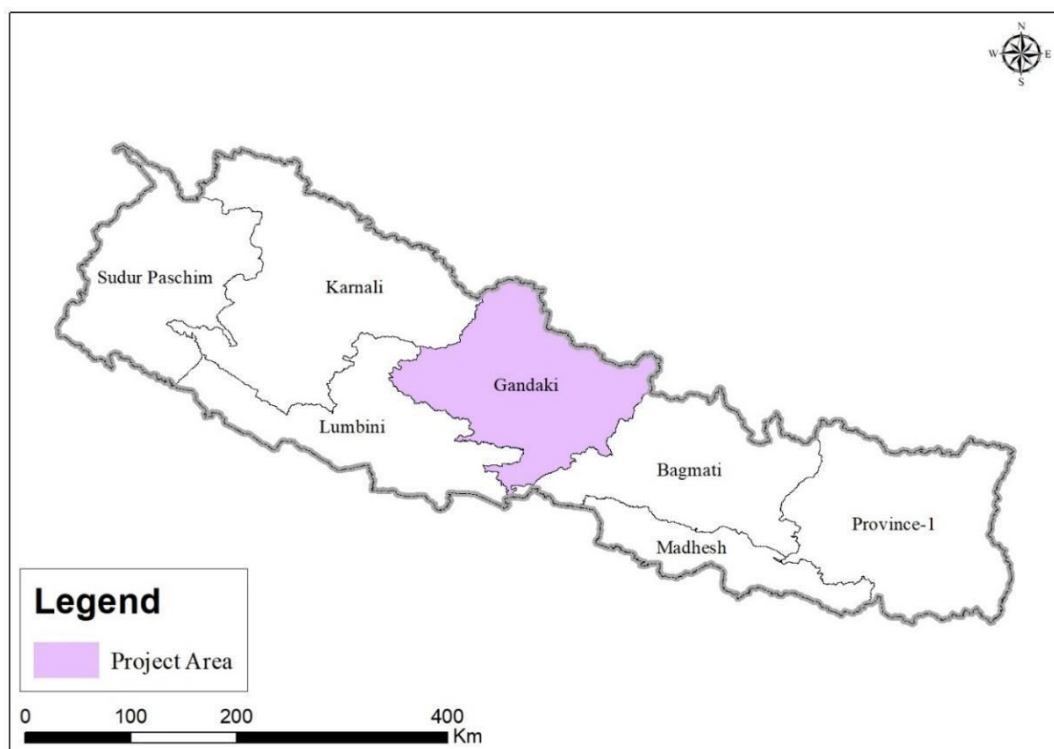 N
W E
S
Sudur Paschim
Karnali
Gandaki
Lumbini
Bagmati
Province-1
Madhesh
Legend
Project Area
0 100 200 400
Km